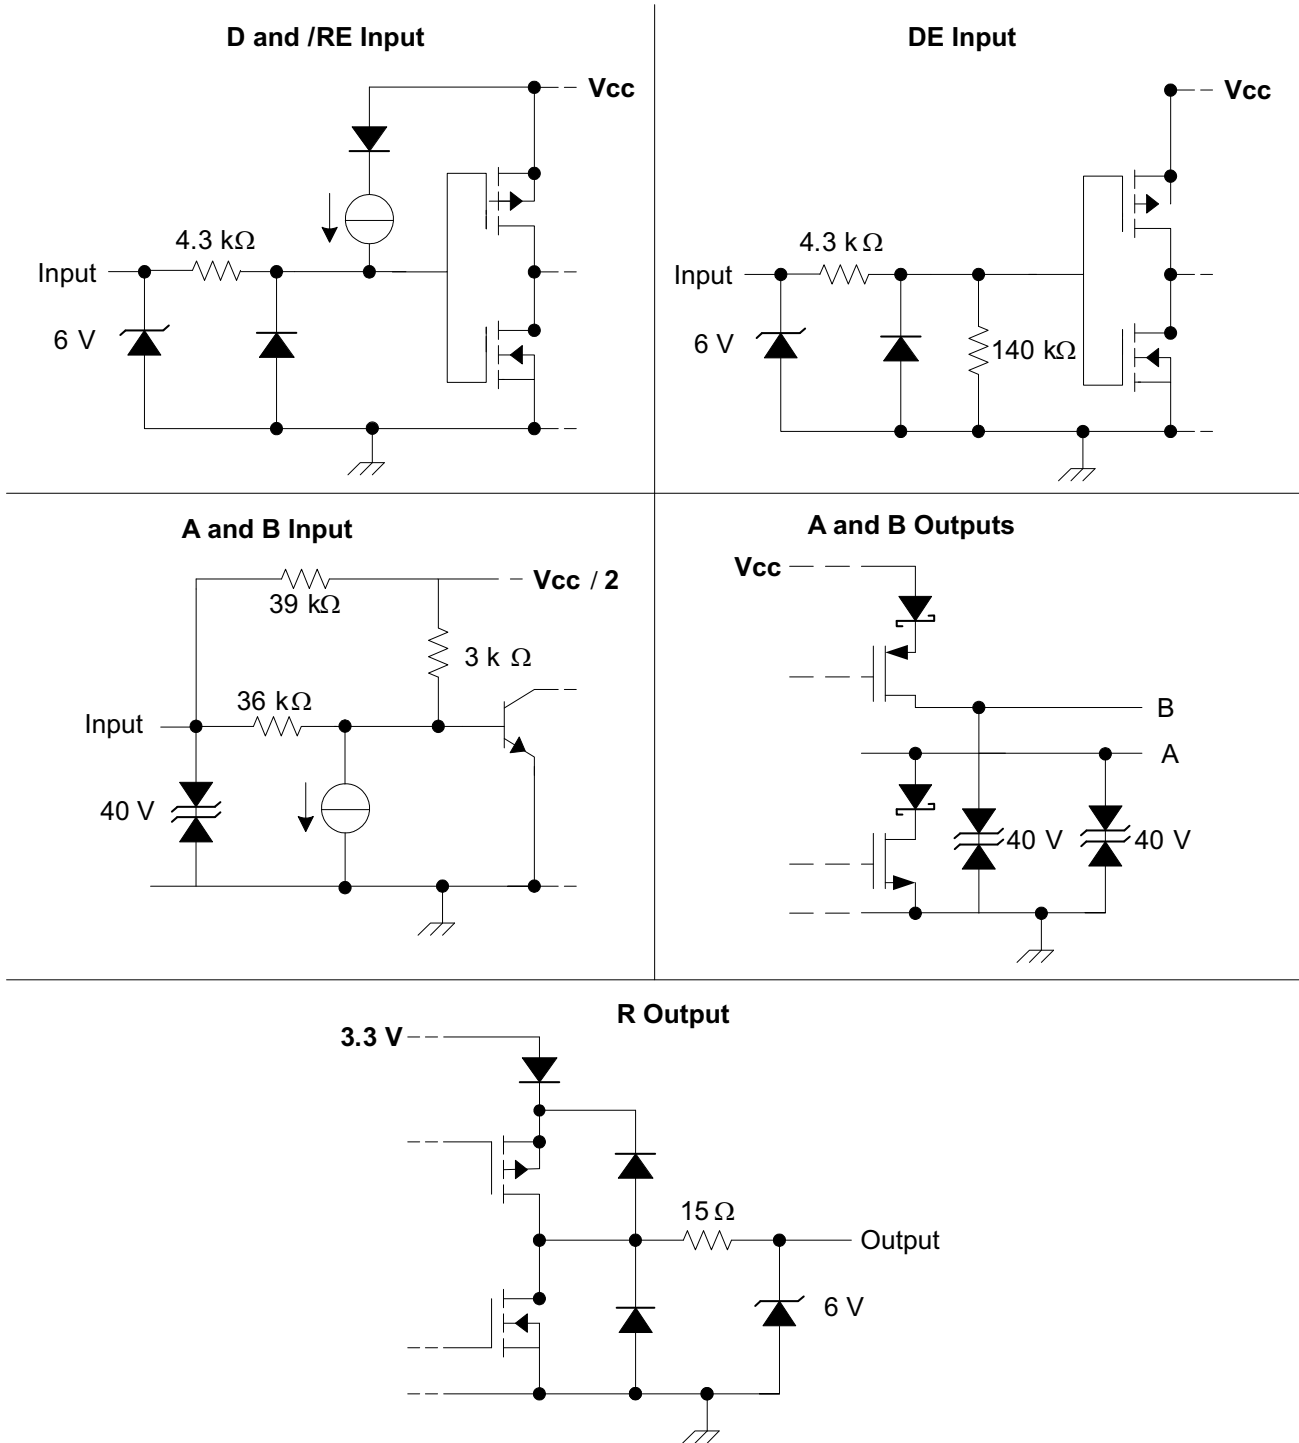 D and /RE Input
Vcc
4.3 kΩ
Input
6 V
DE Input
Vcc
4.3 kΩ
Input
6 V
140 kΩ
A and B Input
Vcc / 2
39 kΩ
3 k Ω
36 kΩ
Input
40 V
A and B Outputs
Vcc
B
A
40 V
40 V
R Output
3.3 V
15 Ω
Output
6 V